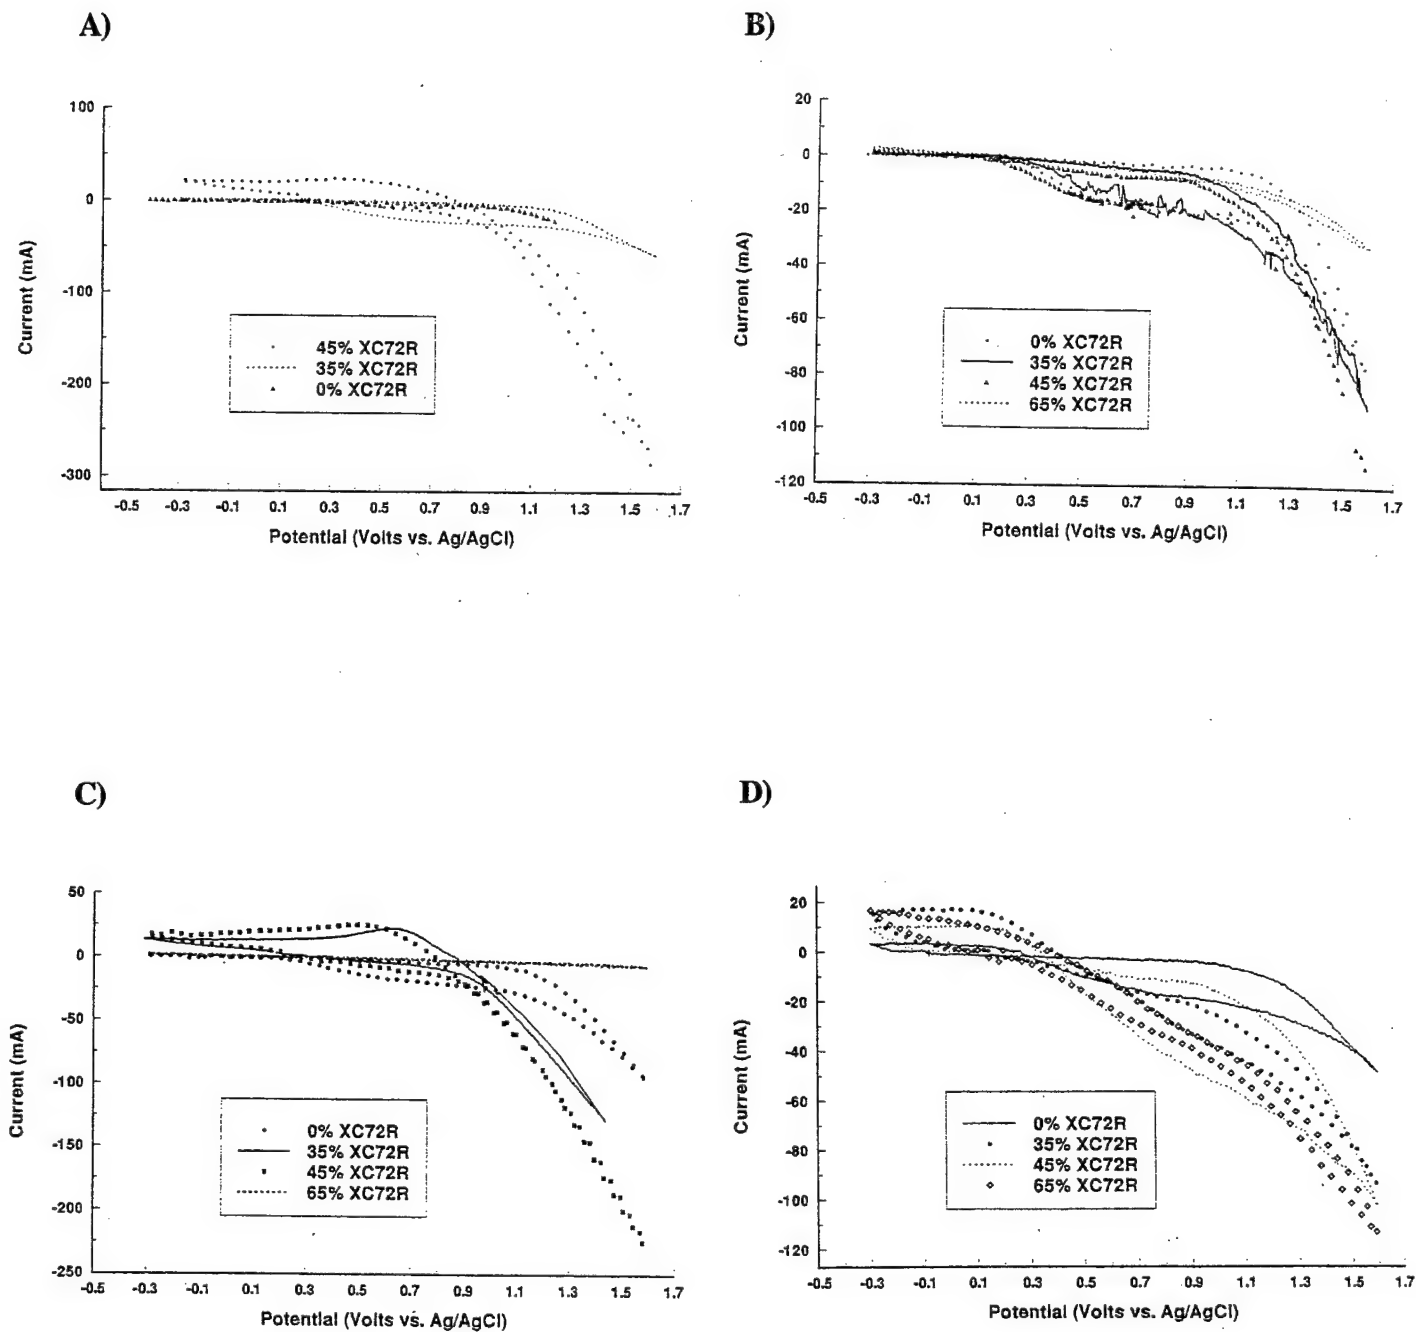 A)
100
0
-100
-200
-300
Current (mA)
45% XC72R
35% XC72R
0% XC72R
-0.5 -0.3 -0.1 0.1 0.3 0.5 0.7 0.9 1.1 1.3 1.5 1.7
Potential (Volts vs. Ag/AgCl)
B)
20
0
-20
-40
-60
-80
-100
-120
Current (mA)
0% XC72R
35% XC72R
45% XC72R
65% XC72R
-0.5 -0.3 -0.1 0.1 0.3 0.5 0.7 0.9 1.1 1.3 1.5 1.7
Potential (Volts vs. Ag/AgCl)
C)
50
0
-50
-100
-150
-200
-250
Current (mA)
0% XC72R
35% XC72R
45% XC72R
65% XC72R
-0.5 -0.3 -0.1 0.1 0.3 0.5 0.7 0.9 1.1 1.3 1.5 1.7
Potential (Volts vs. Ag/AgCl)
D)
20
0
-20
-40
-60
-80
-100
-120
Current (mA)
0% XC72R
35% XC72R
45% XC72R
65% XC72R
-0.5 -0.3 -0.1 0.1 0.3 0.5 0.7 0.9 1.1 1.3 1.5 1.7
Potential (Volts vs. Ag/AgCl)